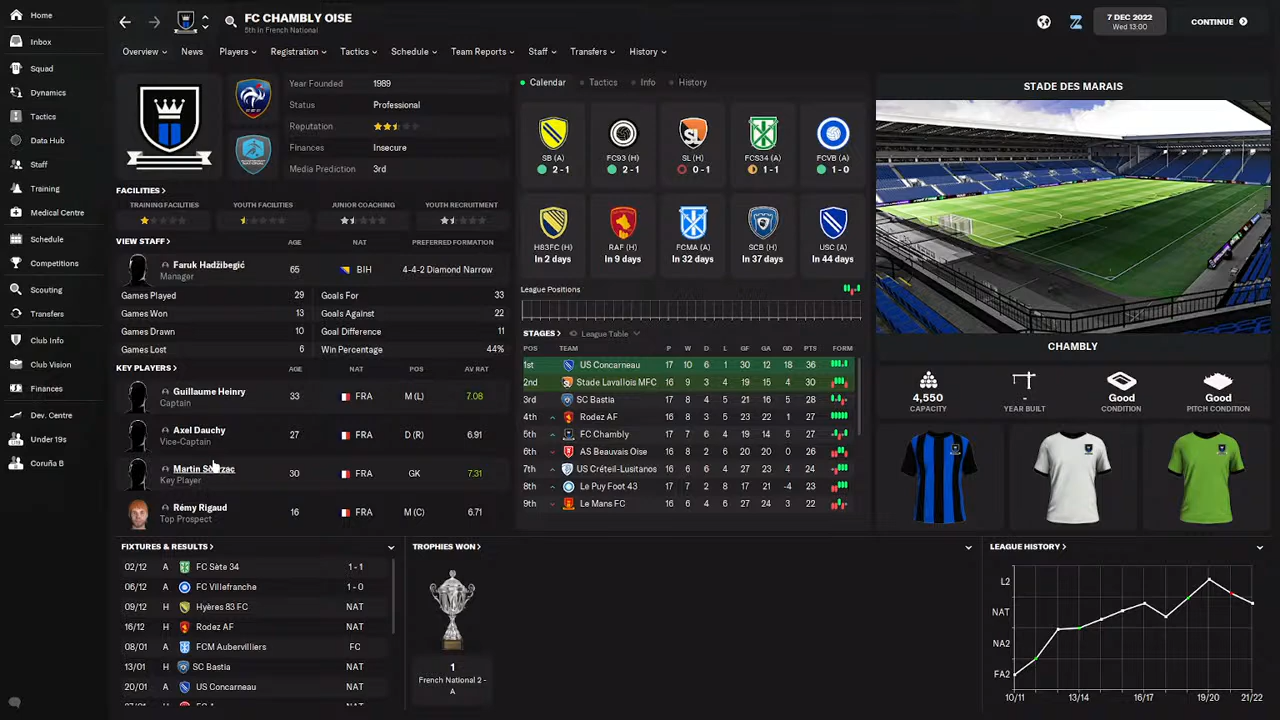 Home
Inbox
Squad
Dynamics
Tactics
Data Hub
Staff
Training
Medical Centre
Schedule
Competitions
Scouting
Transfers
Club Info
Club Vision
Finances
Dev. Centre
Under 19s
Coruña B
FC CHAMBLY OISE
5th in French National
7 DEC 2022
Wed 13:00
CONTINUE
Overview News Players Registration Tactics Schedule Team Reports Staff Transfers History
Year Founded 1989
Status Professional
Reputation
Finances Insecure
Media Prediction 3rd
FACILITIES
TRAINING FACILITIES YOUTH FACILITIES JUNIOR COACHING YOUTH RECRUITMENT
VIEW STAFF AGE NAT PREFERRED FORMATION
Faruk Hadžibegić 65 BIH 4-4-2 Diamond Narrow
Manager
Games Played 29 Goals For 33
Games Won 13 Goals Against 22
Games Drawn 10 Goal Difference 11
Games Lost 6 Win Percentage 44%
KEY PLAYERS AGE NAT POS AV RAT
Guillaume Heinry 33 FRA M (L) 7.08
Captain
Axel Dauchy 27 FRA D (R) 6.91
Vice-Captain
30 FRA GK 7.31
Martin
Key Player
Rémy Rigaud 16 FRA M (C) 6.71
Top Prospect
Calendar Tactics Info History
SB (A) FC93 (H) SL (H) FCS34 (A) FCVB (A)
2 - 1 2 - 1 0 - 1 1 - 1 1 - 0
H83FC (H) RAF (H) FCMA (A) SCB (H) USC (A)
In 2 days In 9 days In 32 days In 37 days In 44 days
League Positions
STAGES League Table
POS TEAM P W D L GF GA GD PTS FORM
1st US Concarneau 17 10 6 1 30 12 18 36
2nd Stade Lavallois MFC 16 9 3 4 19 15 4 30
3rd SC Bastia 17 8 4 5 21 16 5 28
4th Rodez AF 16 8 3 5 23 22 1 27
5th FC Chambly 17 7 6 4 19 14 5 27
6th AS Beauvais Oise 16 8 2 6 20 20 0 26
7th US Créteil-Lusitanos 16 6 6 4 27 23 4 24
8th Le Puy Foot 43 17 7 2 8 17 21 -4 23
9th Le Mans FC 16 6 4 6 27 24 3 22
STADE DES MARAIS
CHAMBLY
4,550 - Good Good
CAPACITY YEAR BUILT CONDITION PITCH CONDITION
FIXTURES & RESULTS
02/12 A FC Sète 34 1 - 1
06/12 A FC Villefranche 1 - 0
09/12 H Hyères 83 FC NAT
16/12 H Rodez AF NAT
08/01 A FCM Aubervilliers FC
13/01 H SC Bastia NAT
20/01 A US Concarneau NAT
NAT
TROPHIES WON
1
French National 2 -
A
LEAGUE HISTORY
L2
NAT
NA2
FA2
10/11 13/14 16/17 19/20 21/22